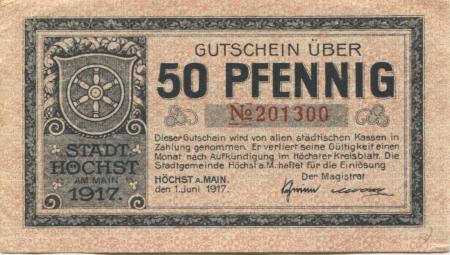 GUTSCHEIN ÜBER
50 PFENNIG
№ 201300
STADT
HÖCHST
AM MAIN
1917.
Dieser Gutschein wird von allen städtischen Kassen in
Zahlung genommen. Er verliert seine Gültigkeit einen
Monat nach Aufkündigung im Höchster Kreisblatt. Die
Stadtgemeinde Höchst a.M. haftet für die Einlösung
HÖCHST A. MAIN.
den 1. Juni 1917.
Der Magistrat